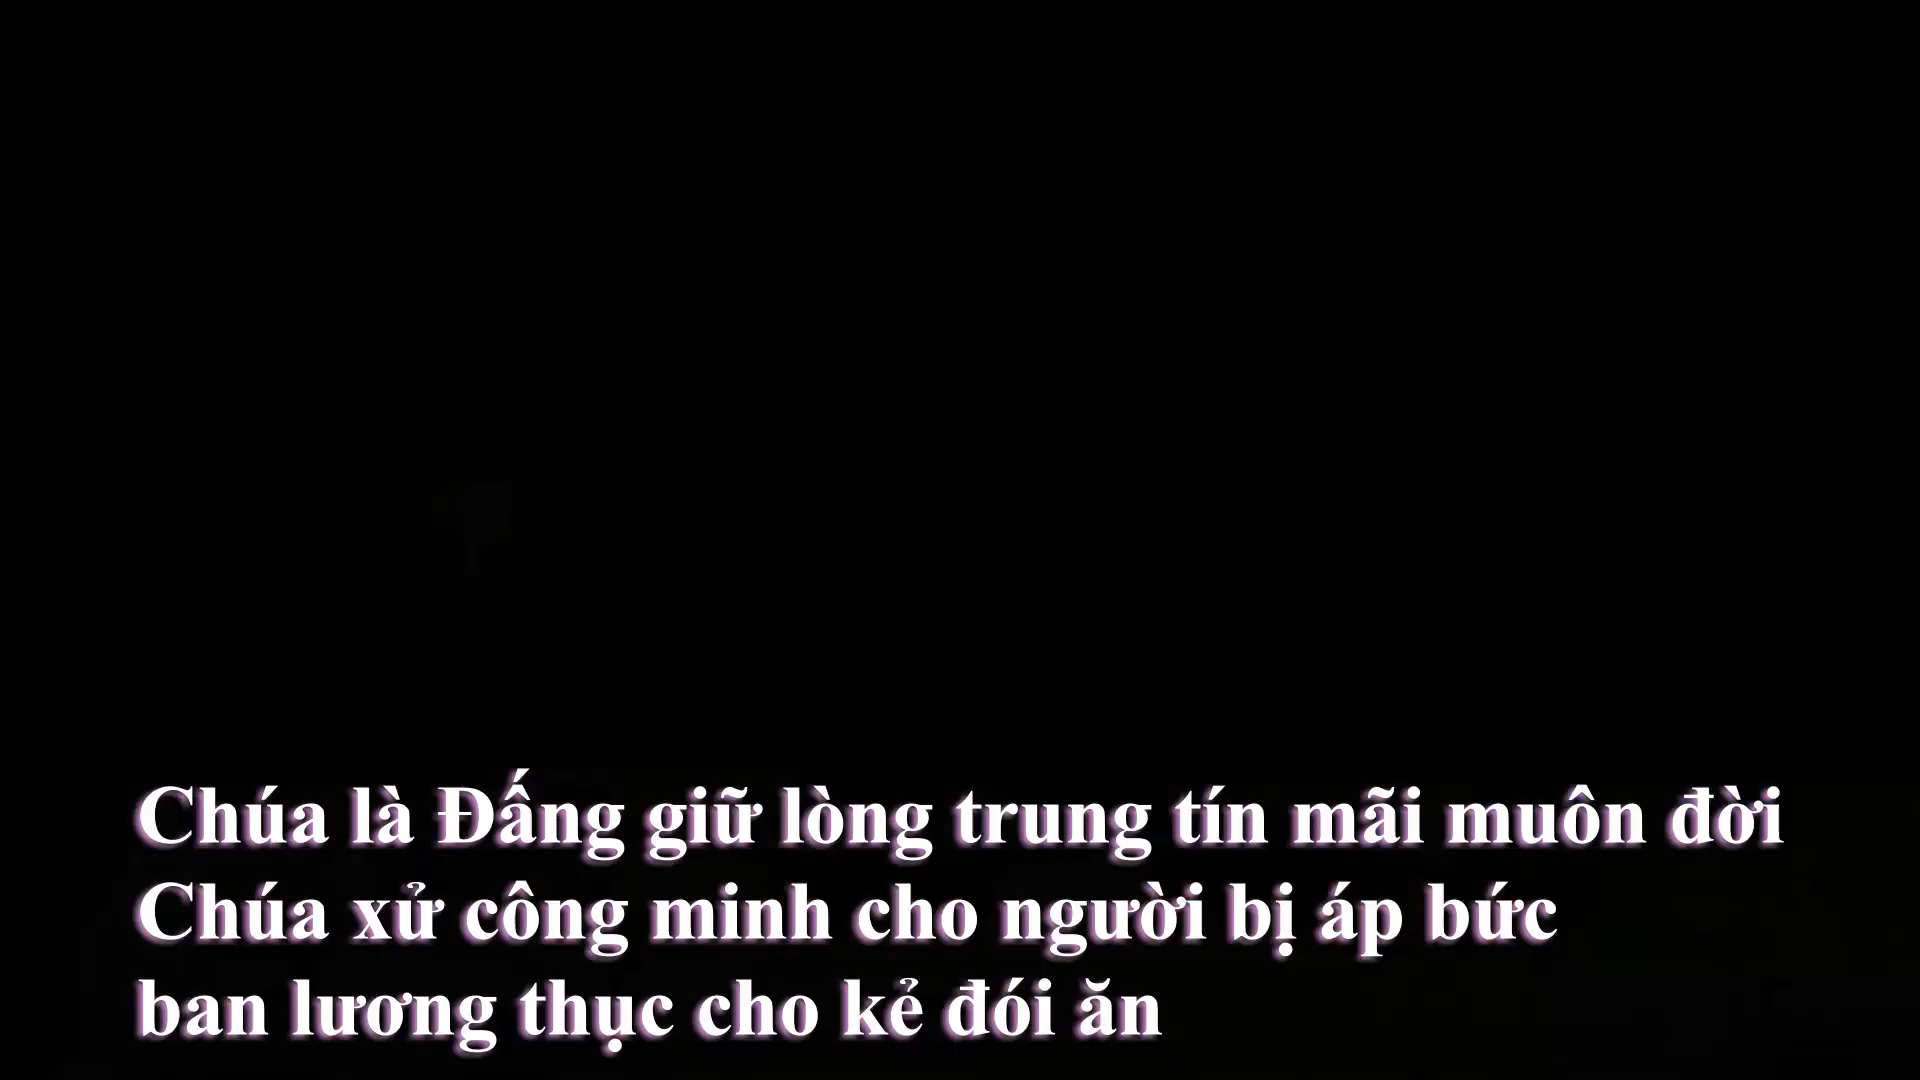 Chúa là Đấng giữ lòng trung tín mãi muôn đời
Chúa xử công minh cho người bị áp bức
ban lương thục cho kẻ đói ăn